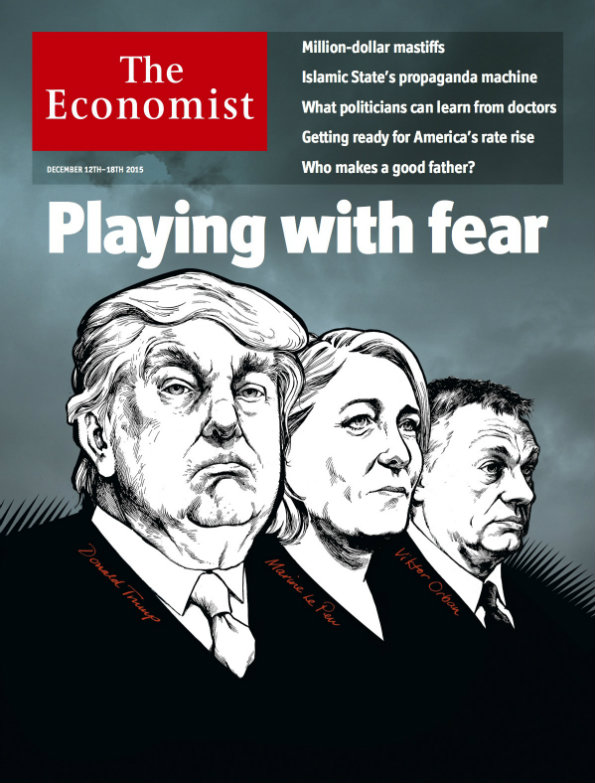 The
Economist
DECEMBER 12TH–18TH 2015
Million-dollar mastiffs
Islamic State's propaganda machine
What politicians can learn from doctors
Getting ready for America's rate rise
Who makes a good father?
Playing with fear
Donald Trump
Marine Le Pen
Viktor Orban